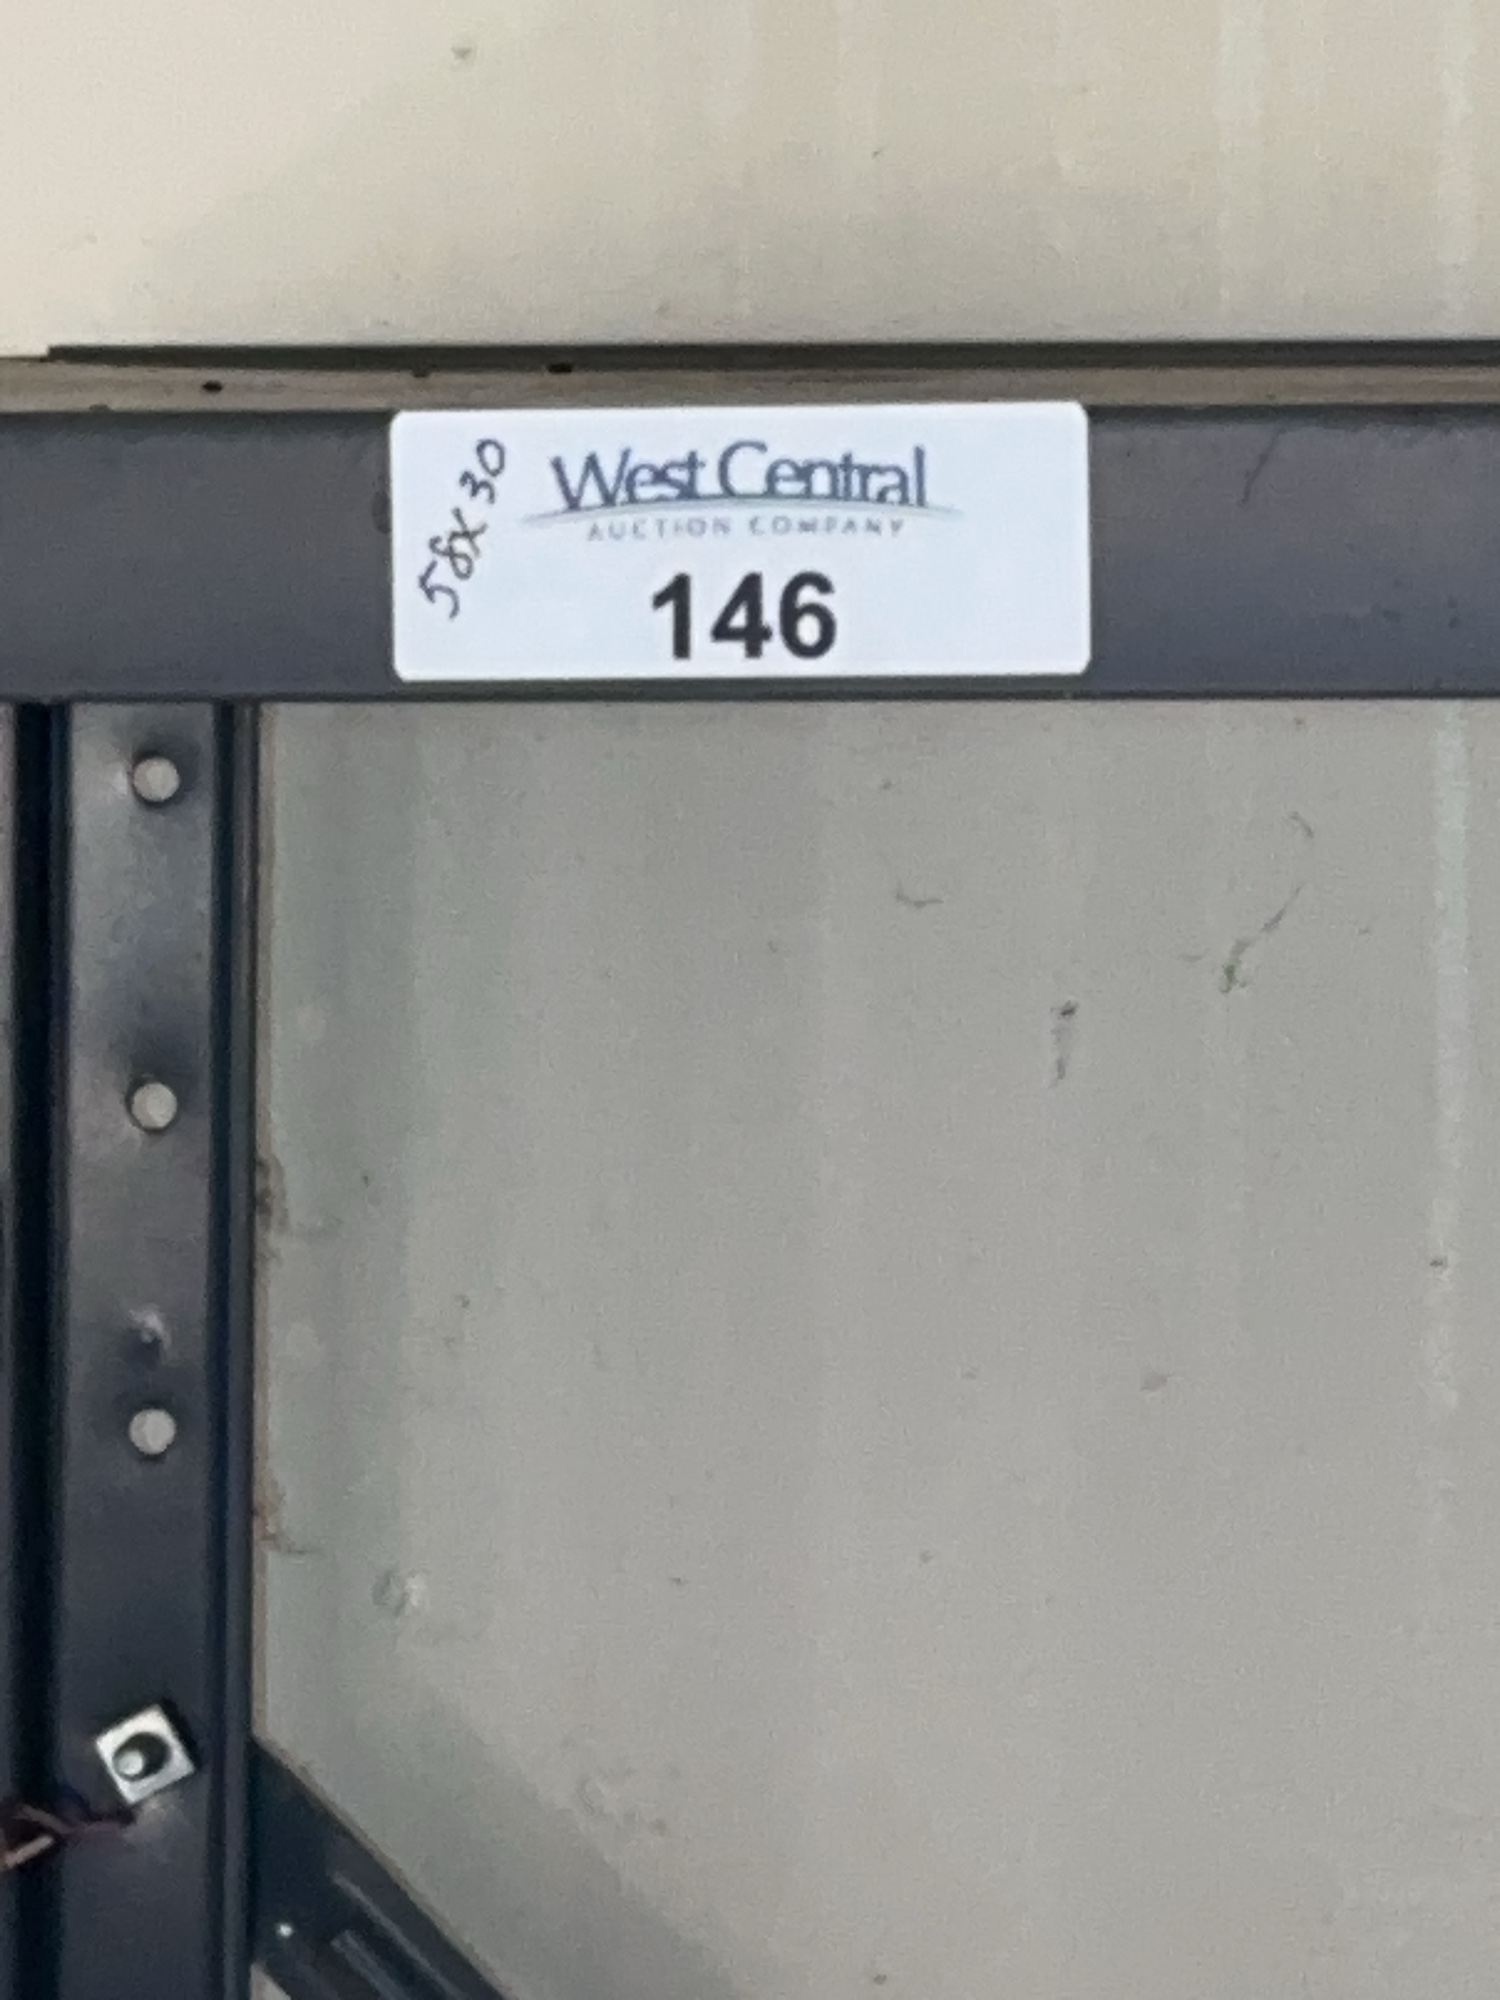 58X30
West Central
AUCTION COMPANY
146